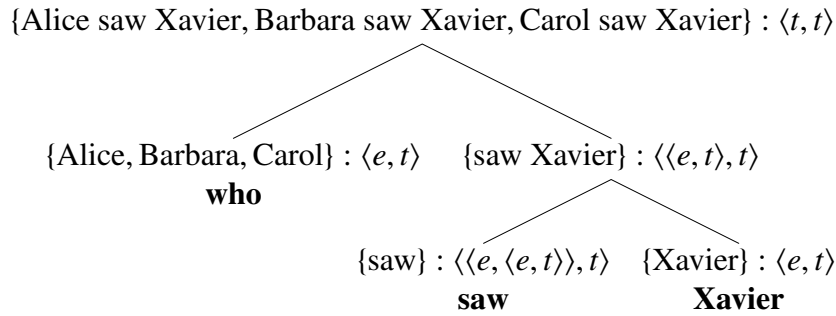 {Alice saw Xavier, Barbara saw Xavier, Carol saw Xavier} : ⟨t, t⟩
{Alice, Barbara, Carol} : ⟨e, t⟩ {saw Xavier} : ⟨⟨e, t⟩, t⟩
who
{saw} : ⟨⟨e, ⟨e, t⟩⟩, t⟩ {Xavier} : ⟨e, t⟩
saw Xavier